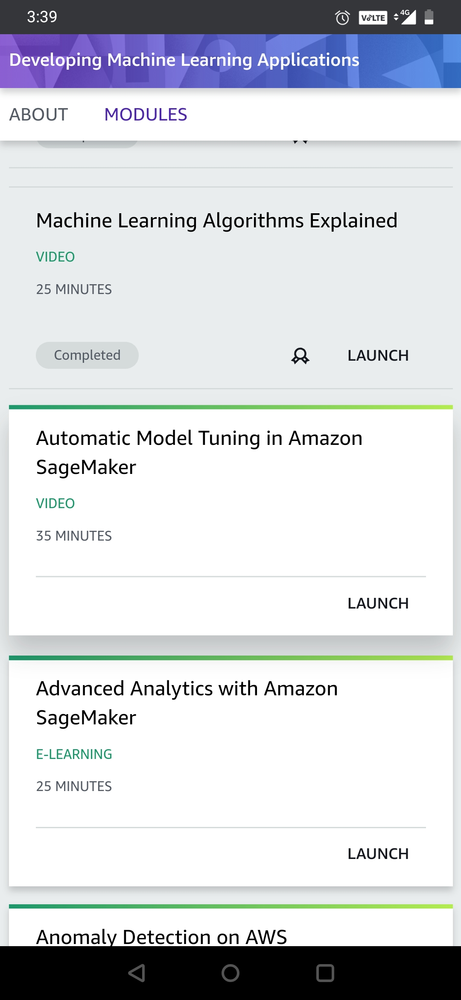 3:39
VoLTE 4G
Developing Machine Learning Applications
ABOUT MODULES
Machine Learning Algorithms Explained
VIDEO
25 MINUTES
Completed LAUNCH
Automatic Model Tuning in Amazon
SageMaker
VIDEO
35 MINUTES
LAUNCH
Advanced Analytics with Amazon
SageMaker
E-LEARNING
25 MINUTES
LAUNCH
Anomaly Detection on AWS